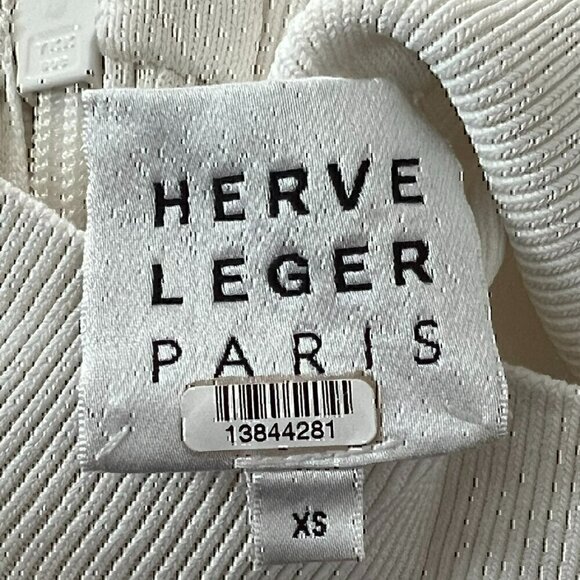 HERVE
LEGER
PARIS
13844281
XS